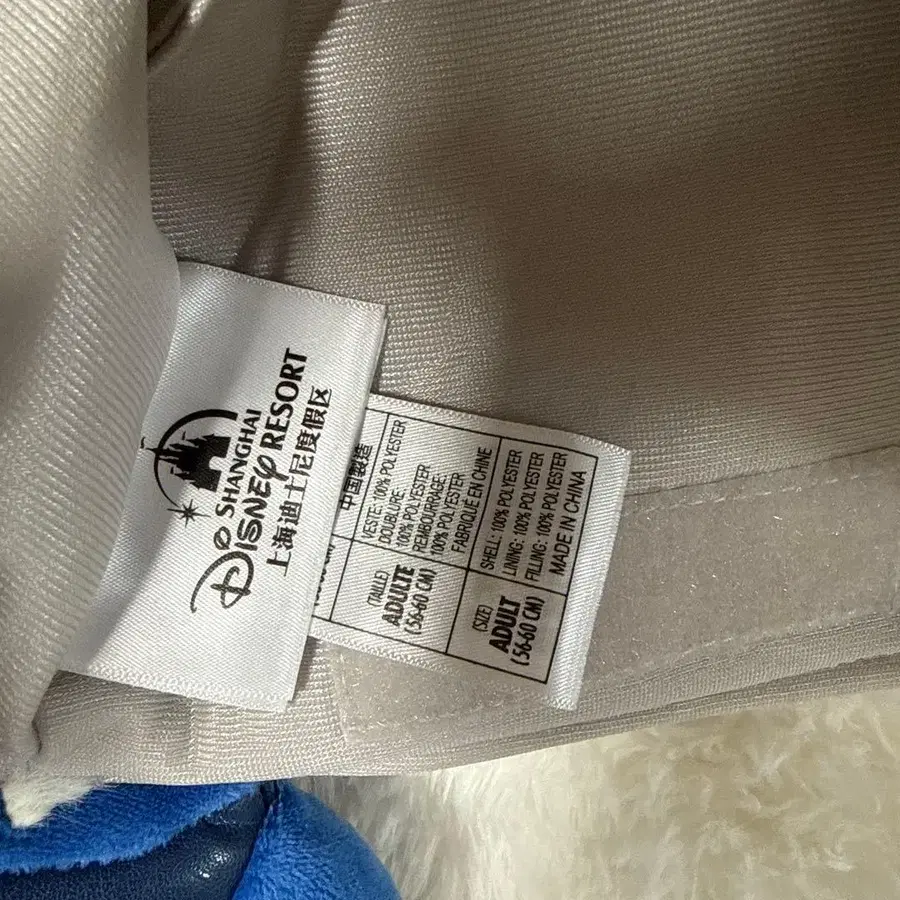 SHANGHAI
Disney RESORT
上海迪士尼度假区
中国製造
VESTE: 100% POLYESTER
DOUBLURE:
100% POLYESTER
REMBOURRAGE:
100% POLYESTER
FABRIQUÉ EN CHINE
(TAILLE)
ADULTE
(56-60 CM)
SHELL: 100% POLYESTER
LINING: 100% POLYESTER
FILLING: 100% POLYESTER
MADE IN CHINA
(SIZE)
ADULT
(56-60 CM)